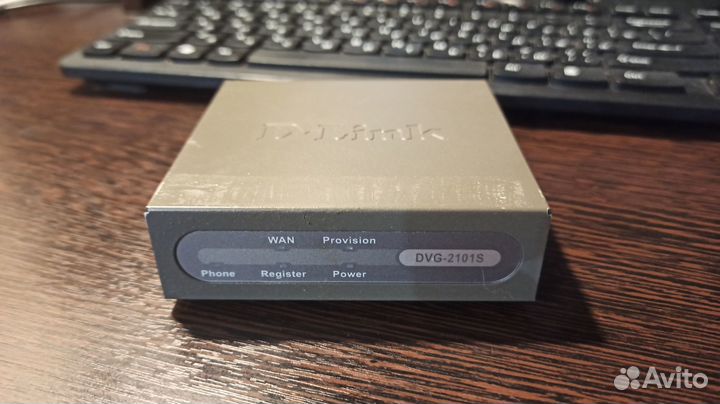 D-Link
WAN Provision
DVG-2101S
Phone Register Power
Avito